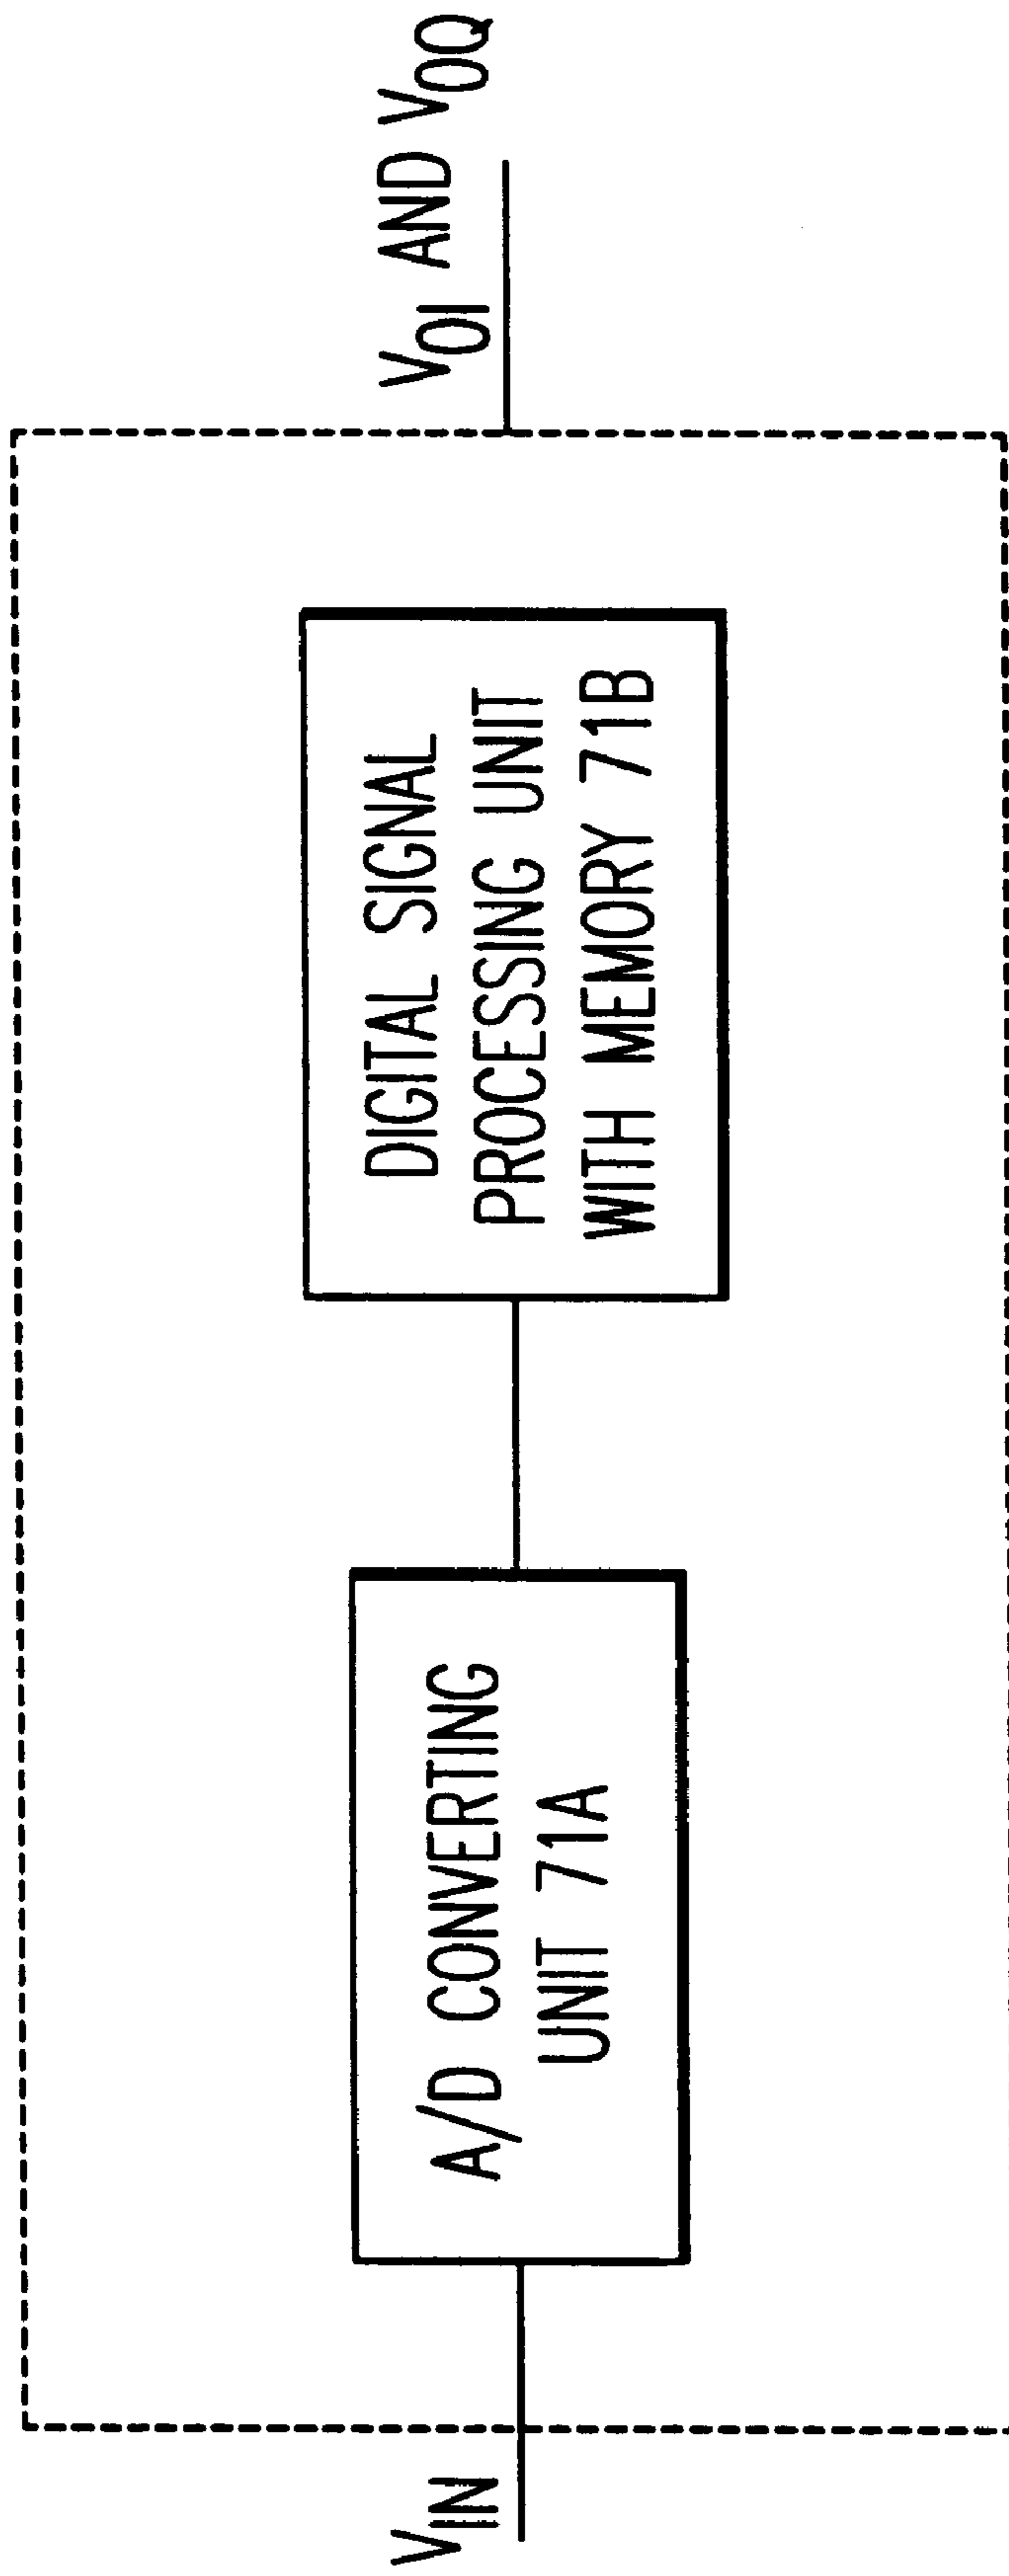 V_IN
A/D CONVERTING
UNIT 71A
DIGITAL SIGNAL
PROCESSING UNIT
WITH MEMORY 71B
V_OI AND V_OQ